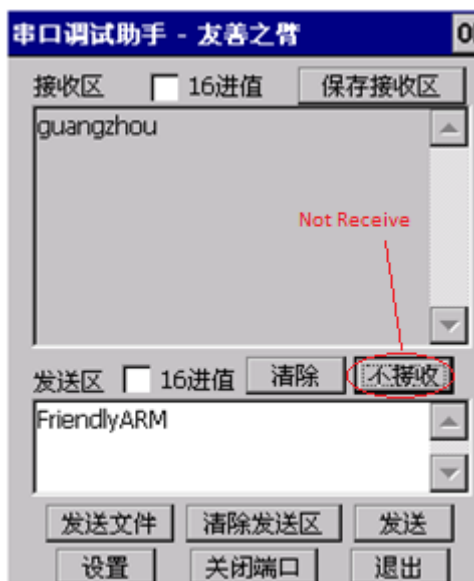 串口调试助手 - 友善之臂
接收区 16进值 保存接收区
guangzhou
Not Receive
发送区 16进值 清除 不接收
FriendlyARM
发送文件 清除发送区 发送
设置 关闭端口 退出